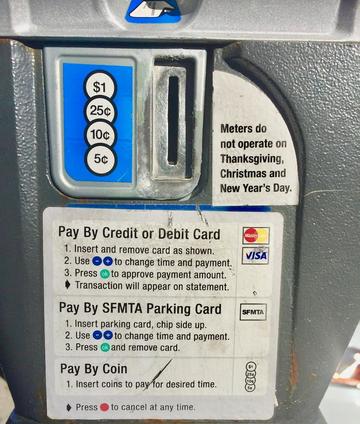 $1
25¢
10¢
5¢
Meters do
not operate on
Thanksgiving,
Christmas and
New Year's Day.
Pay By Credit or Debit Card
1. Insert and remove card as shown.
2. Use - + to change time and payment.
3. Press ok to approve payment amount.
Transaction will appear on statement.
MasterCard
VISA
Pay By SFMTA Parking Card
1. Insert parking card, chip side up.
2. Use - + to change time and payment.
3. Press ok and remove card.
SFMTA
Pay By Coin
1. Insert coins to pay for desired time.
Press to cancel at any time.